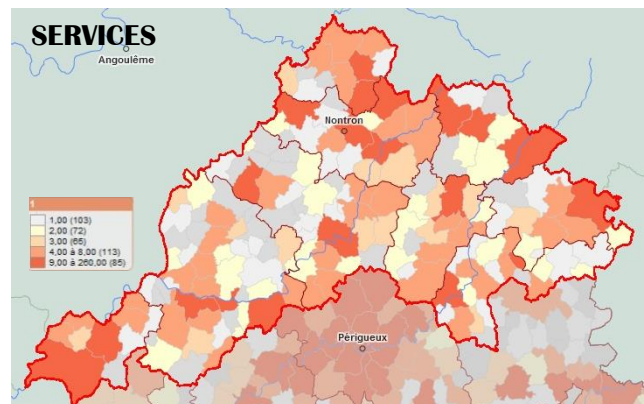 SERVICES
Angoulême
Nontron
1
1,00 (103)
2,00 (72)
3,00 (65)
4,00 à 8,00 (113)
9,00 à 260,00 (85)
Périgueux